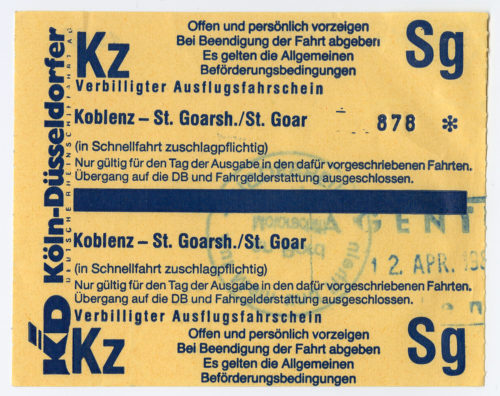 Kz
Offen und persönlich vorzeigen
Bei Beendigung der Fahrt abgeben
Es gelten die Allgemeinen
Beförderungsbedingungen
Sg
Verbilligter Ausflugsfahrschein
Koblenz – St. Goarsh./St. Goar
878 *
(in Schnellfahrt zuschlagpflichtig)
Nur gültig für den Tag der Ausgabe in den dafür vorgeschriebenen Fahrten.
Übergang auf die DB und Fahrgelderstattung ausgeschlossen.
AGENT
Koblenz – St. Goarsh./St. Goar
12. APR. 198
(in Schnellfahrt zuschlagpflichtig)
Nur gültig für den Tag der Ausgabe in den dafür vorgeschriebenen Fahrten.
Übergang auf die DB und Fahrgelderstattung ausgeschlossen.
Verbilligter Ausflugsfahrschein
Kz
Offen und persönlich vorzeigen
Bei Beendigung der Fahrt abgeben
Es gelten die Allgemeinen
Beförderungsbedingungen
Sg
KD Köln-Düsseldorfer
DEUTSCHE RHEINSCHIFFAHRT AG